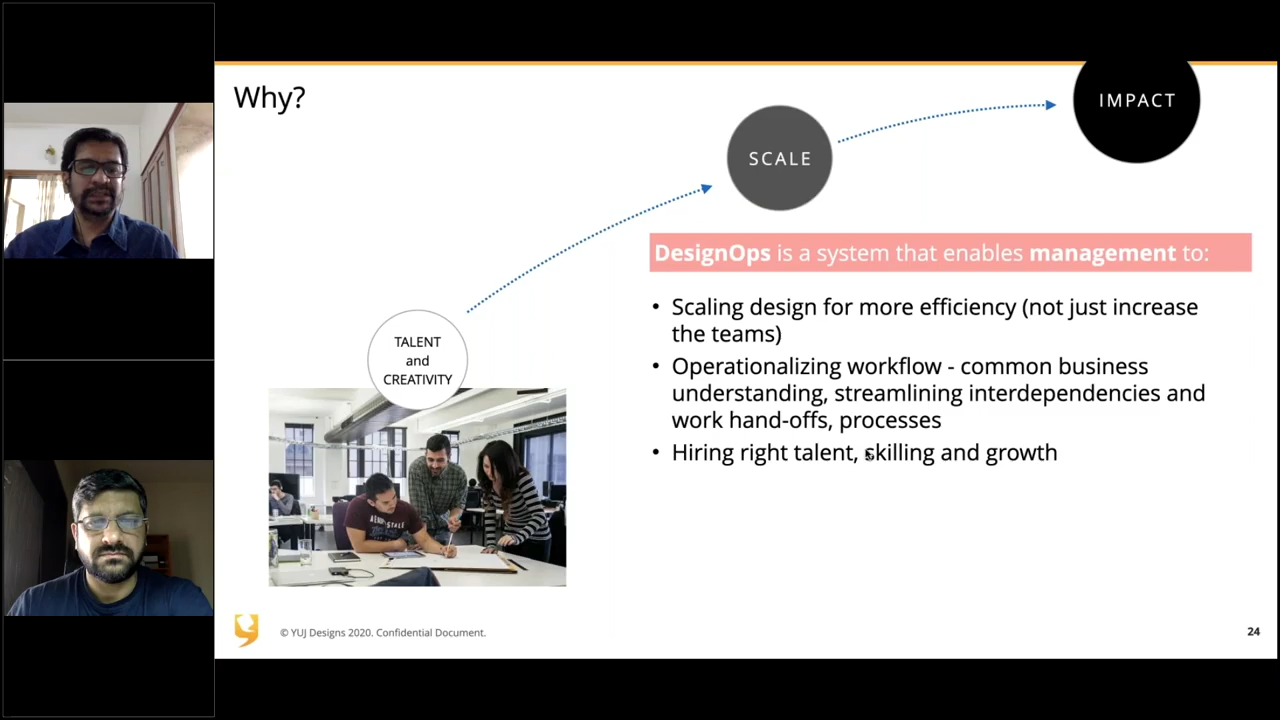 Why?
IMPACT
SCALE
TALENT
and
CREATIVITY
DesignOps is a system that enables management to:
• Scaling design for more efficiency (not just increase
the teams)
• Operationalizing workflow - common business
understanding, streamlining interdependencies and
work hand-offs, processes
• Hiring right talent, skilling and growth
© YUJ Designs 2020. Confidential Document.
24